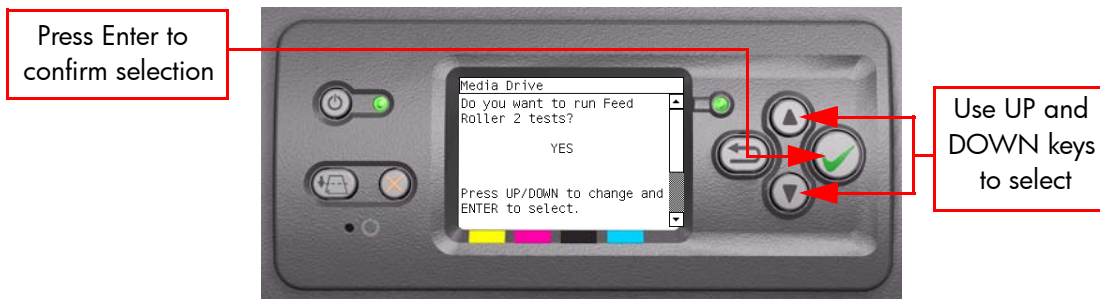 Press Enter to
confirm selection
Media Drive
Do you want to run Feed
Roller 2 tests?
YES
Press UP/DOWN to change and
ENTER to select.
Use UP and
DOWN keys
to select